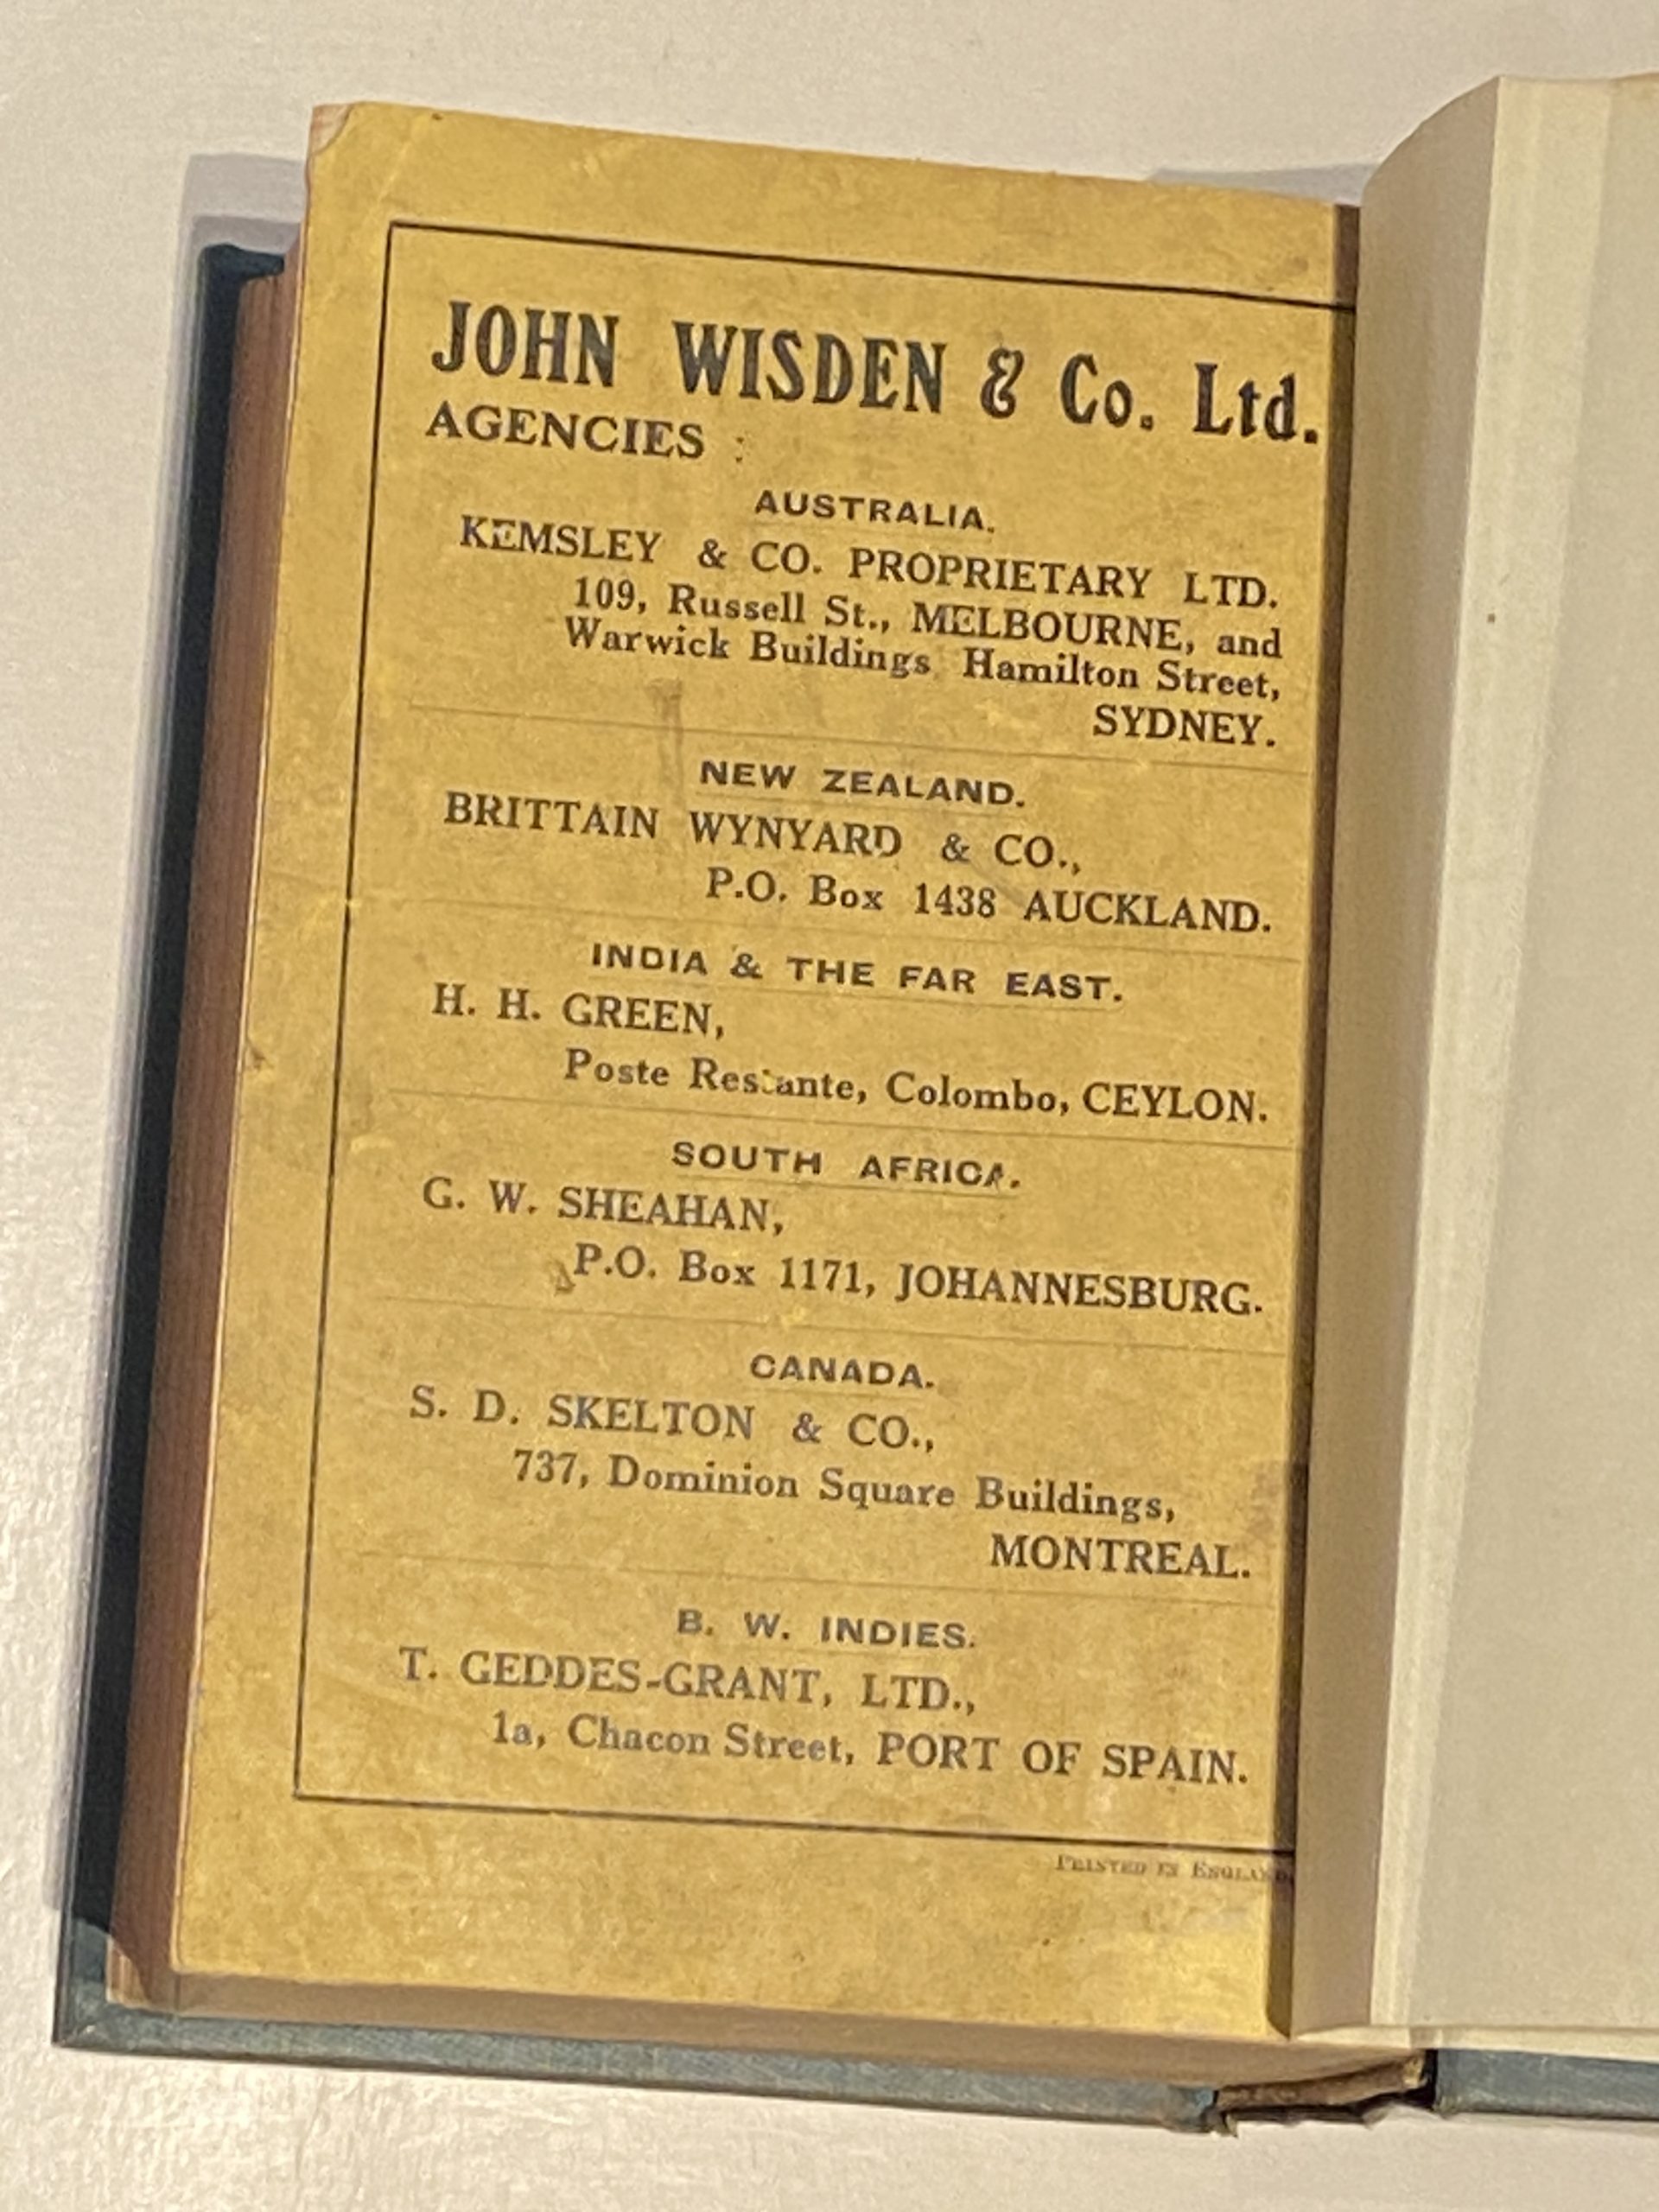 JOHN WISDEN & Co. Ltd.
AGENCIES :
AUSTRALIA.
KEMSLEY & CO. PROPRIETARY LTD.
109, Russell St., MELBOURNE, and
Warwick Buildings Hamilton Street,
SYDNEY.
NEW ZEALAND.
BRITTAIN WYNYARD & CO.,
P.O. Box 1438 AUCKLAND.
INDIA & THE FAR EAST.
H. H. GREEN,
Poste Restante, Colombo, CEYLON.
SOUTH AFRICA.
G. W. SHEAHAN,
P.O. Box 1171, JOHANNESBURG.
CANADA.
S. D. SKELTON & CO.,
737, Dominion Square Buildings,
MONTREAL.
B. W. INDIES.
T. GEDDES-GRANT, LTD.,
1a, Chacon Street, PORT OF SPAIN.
PRINTED IN ENGLAND.